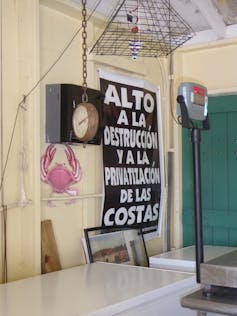 ALTO
A LA
DESTRUCCIÓN
Y A LA
PRIVATIZACIÓN
DE LAS
COSTAS